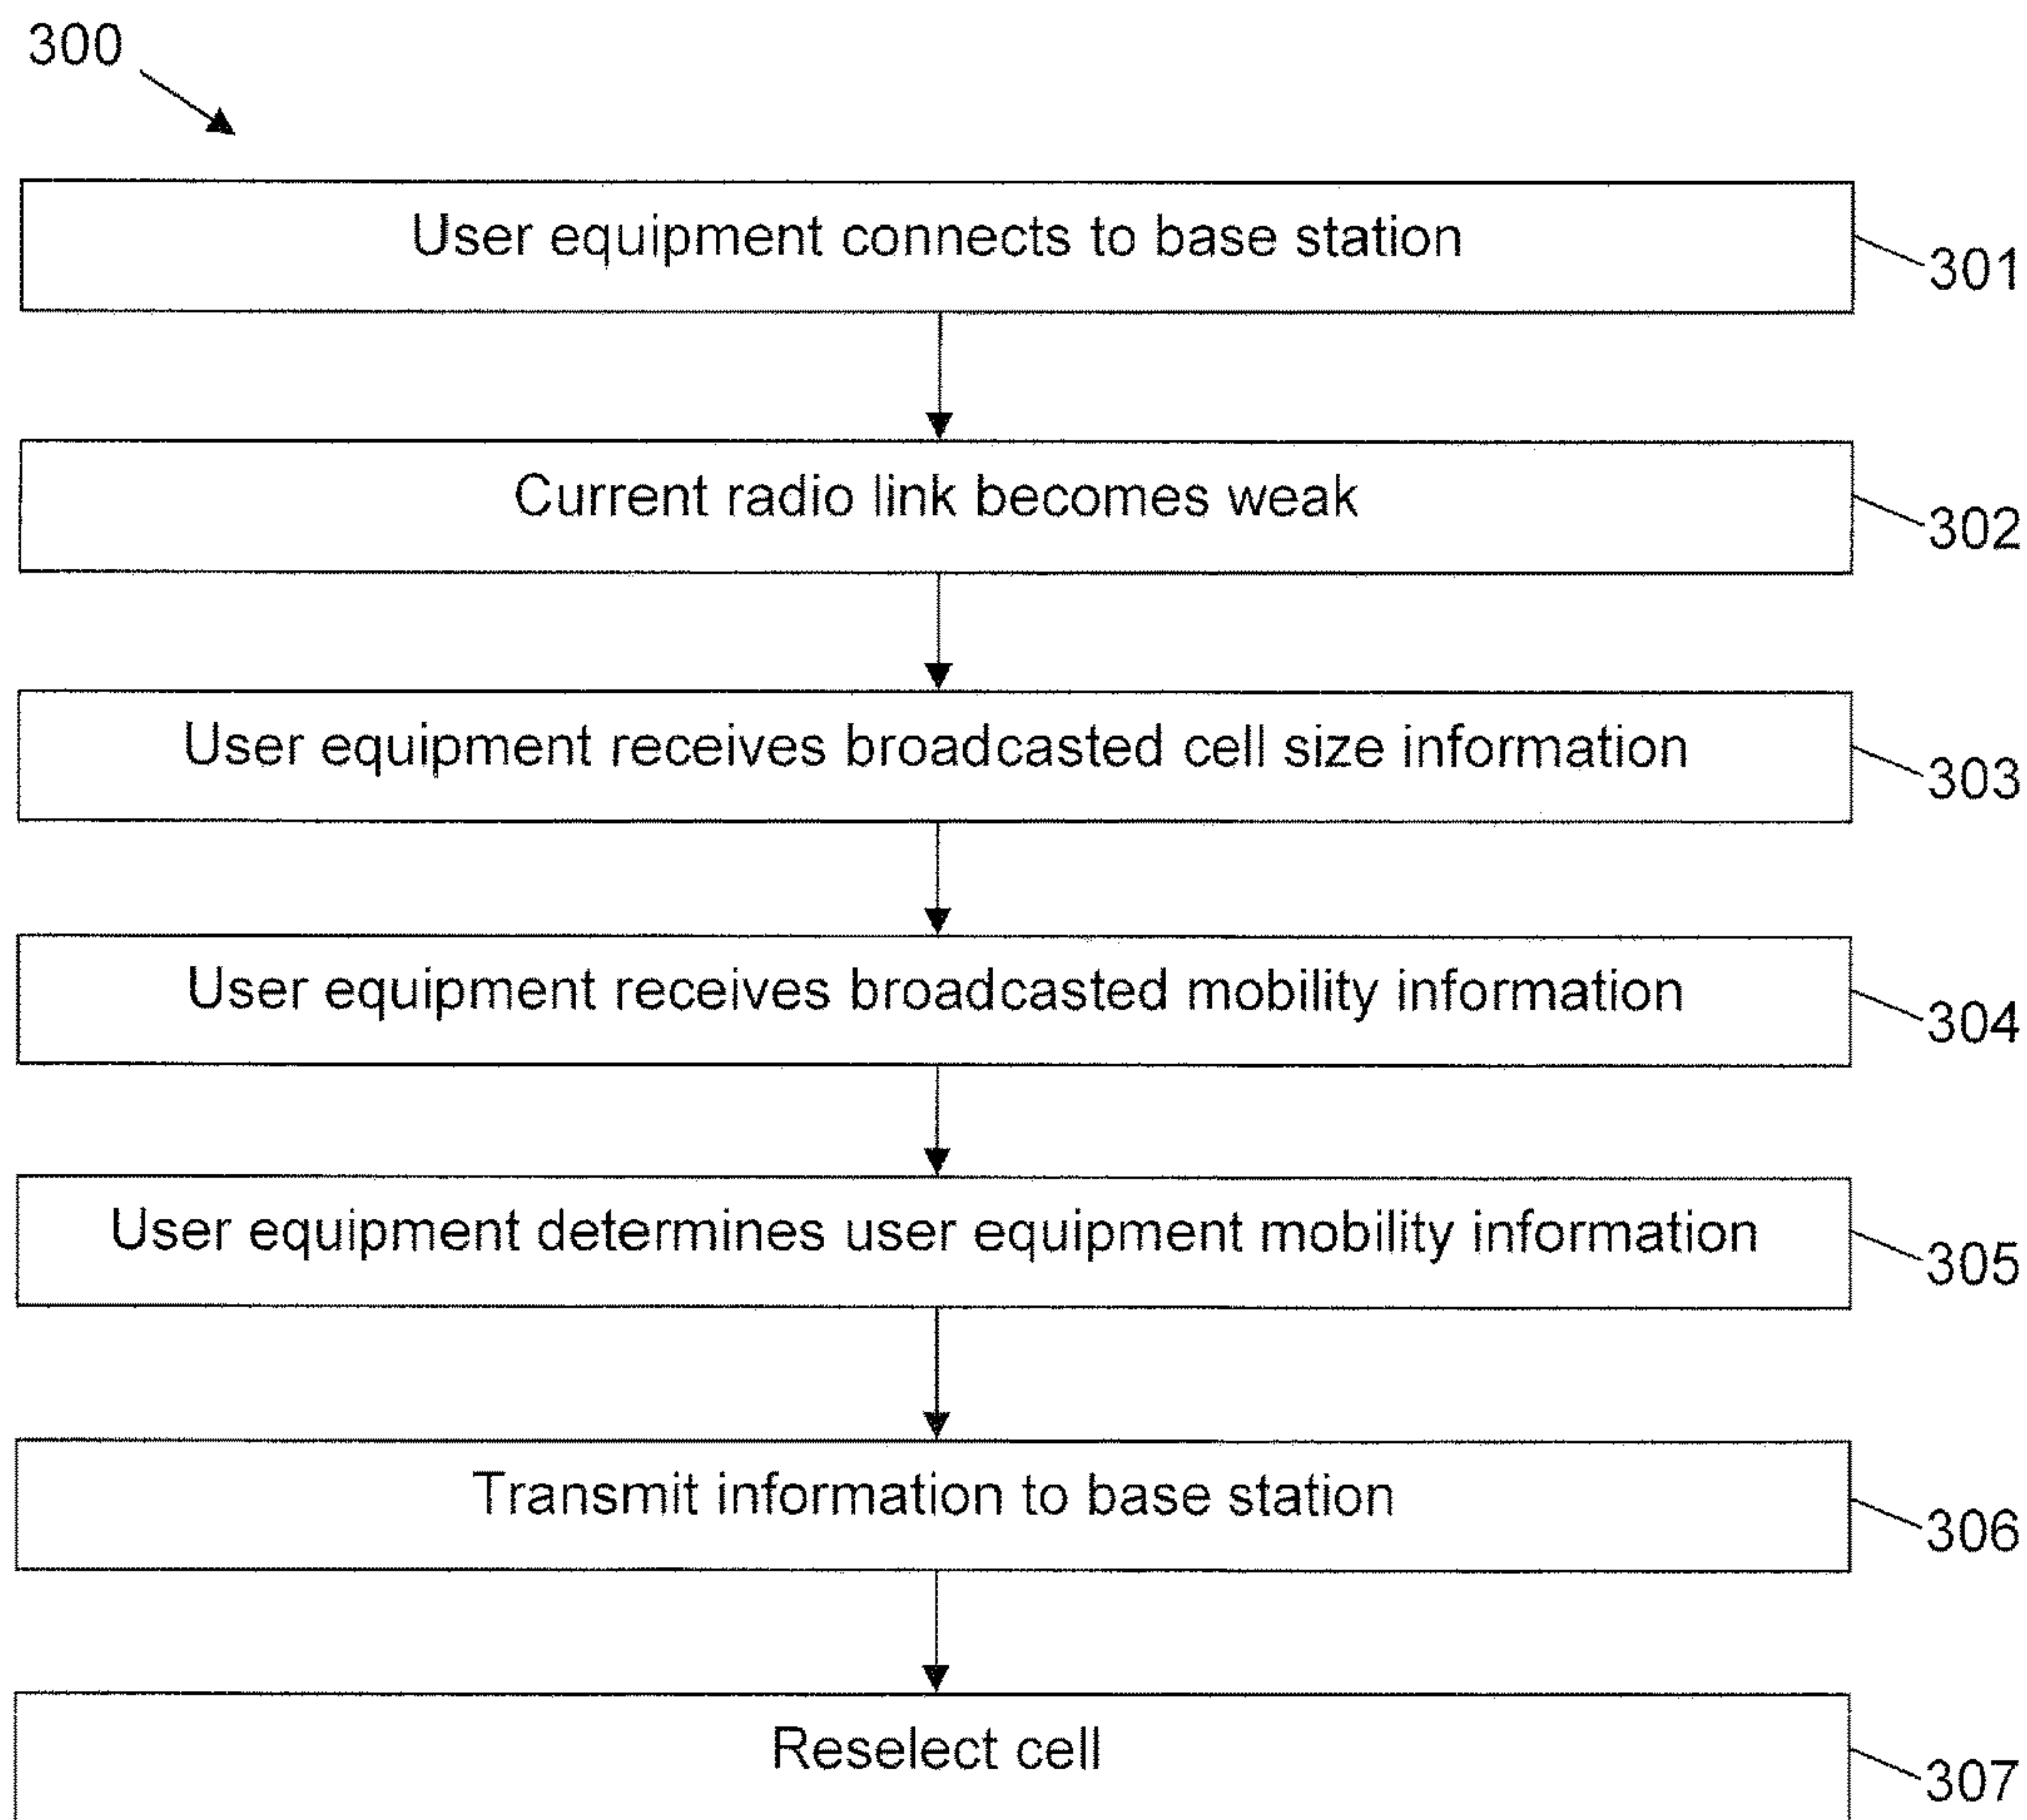 300
User equipment connects to base station
301
Current radio link becomes weak
302
User equipment receives broadcasted cell size information
303
User equipment receives broadcasted mobility information
304
User equipment determines user equipment mobility information
305
Transmit information to base station
306
Reselect cell
307